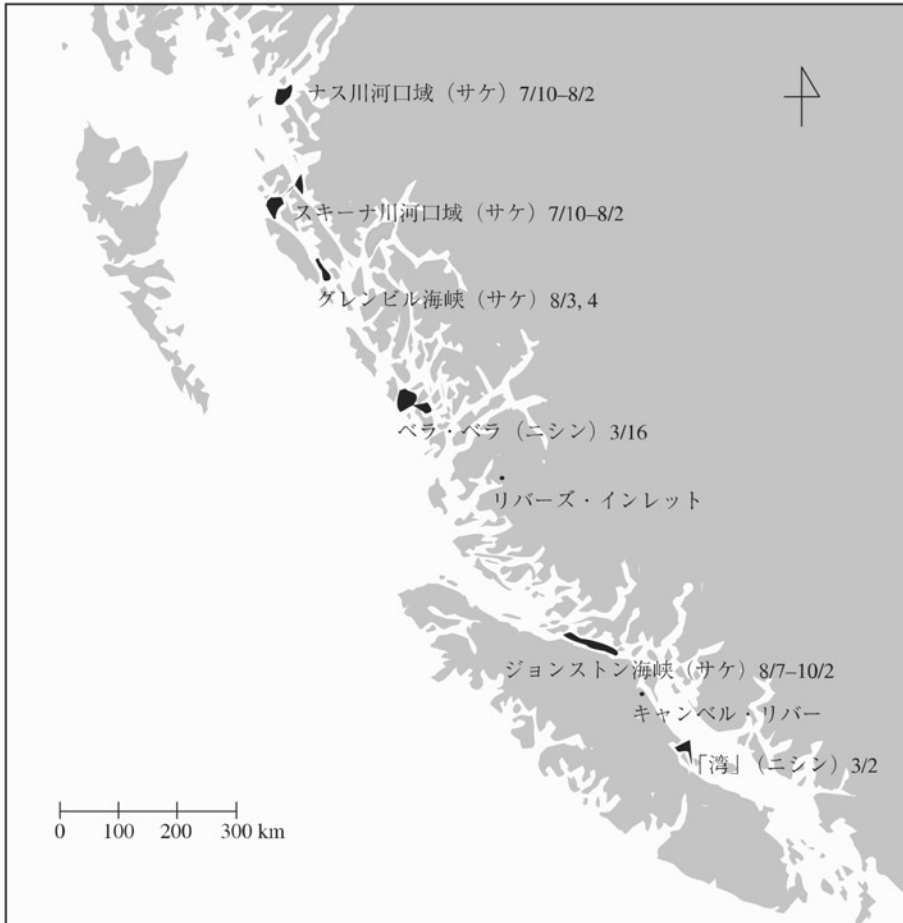 ナス川河口域（サケ）7/10–8/2
スキーナ川河口域（サケ）7/10–8/2
グレンビル海峡（サケ）8/3, 4
ベラ・ベラ（ニシン）3/16
リバーズ・インレット
ジョンストン海峡（サケ）8/7–10/2
キャンベル・リバー
「湾」（ニシン）3/2
0 100 200 300 km